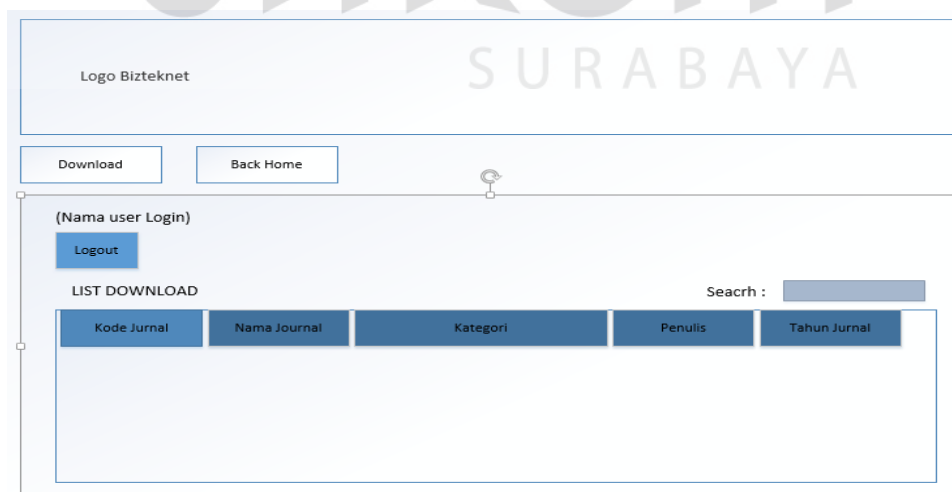 SURABAYA
Logo Bizteknet
Download
Back Home
(Nama user Login)
Logout
LIST DOWNLOAD
Seacrh :
Kode Jurnal
Nama Journal
Kategori
Penulis
Tahun Jurnal